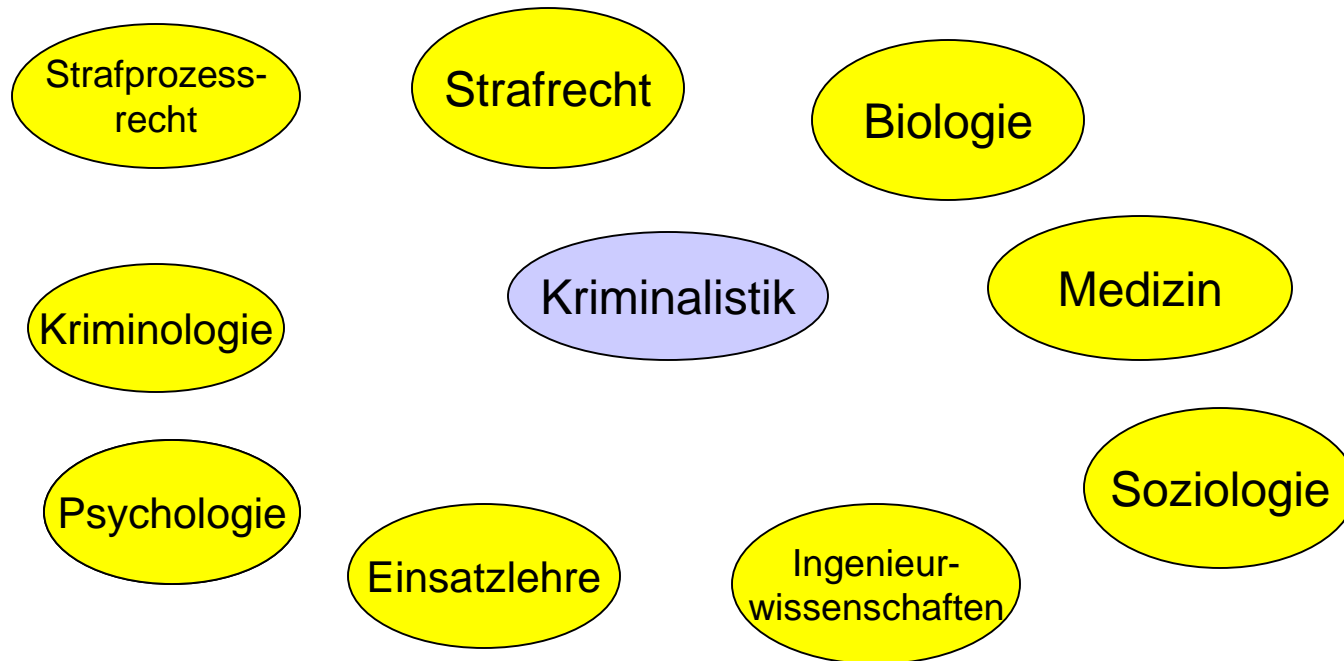 Strafprozess-
recht
Strafrecht
Biologie
Kriminalistik
Medizin
Kriminologie
Soziologie
Psychologie
Einsatzlehre
Ingenieur-
wissenschaften